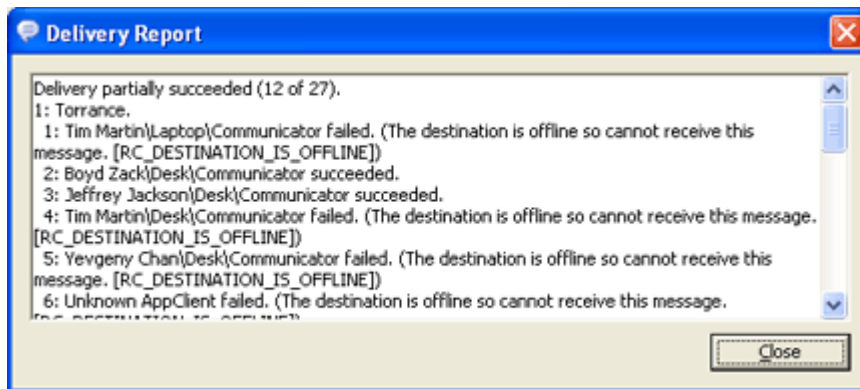 Delivery Report
Delivery partially succeeded (12 of 27).
1: Torrance.
1: Tim Martin\Laptop\Communicator failed. (The destination is offline so cannot receive this
message. [RC_DESTINATION_IS_OFFLINE])
2: Boyd Zack\Desk\Communicator succeeded.
3: Jeffrey Jackson\Desk\Communicator succeeded.
4: Tim Martin\Desk\Communicator failed. (The destination is offline so cannot receive this message.
[RC_DESTINATION_IS_OFFLINE])
5: Yevgeny Chan\Desk\Communicator failed. (The destination is offline so cannot receive this
message. [RC_DESTINATION_IS_OFFLINE])
6: Unknown AppClient failed. (The destination is offline so cannot receive this message.
Close